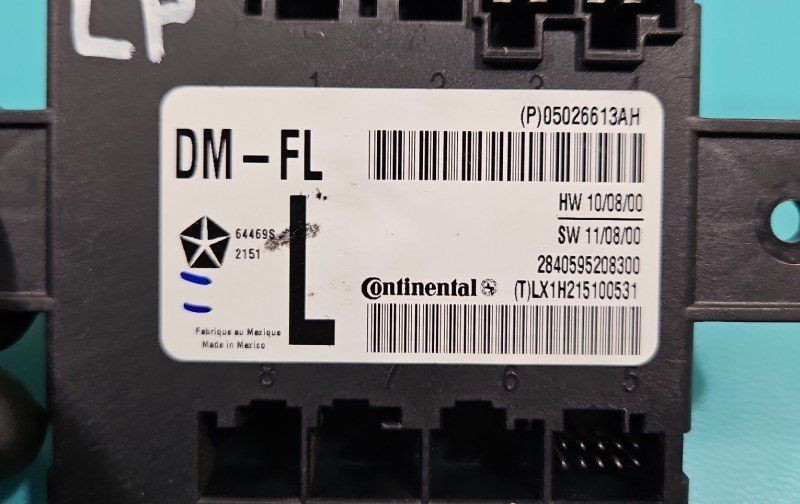 LP
1 2 3 4
(P)05026613AH
DM-FL
L
HW 10/08/00
SW 11/08/00
64469S
2151
2840595208300
Continental
(T)LX1H215100531
Fabrique au Mexique
Made in Mexico
8 7 6 5